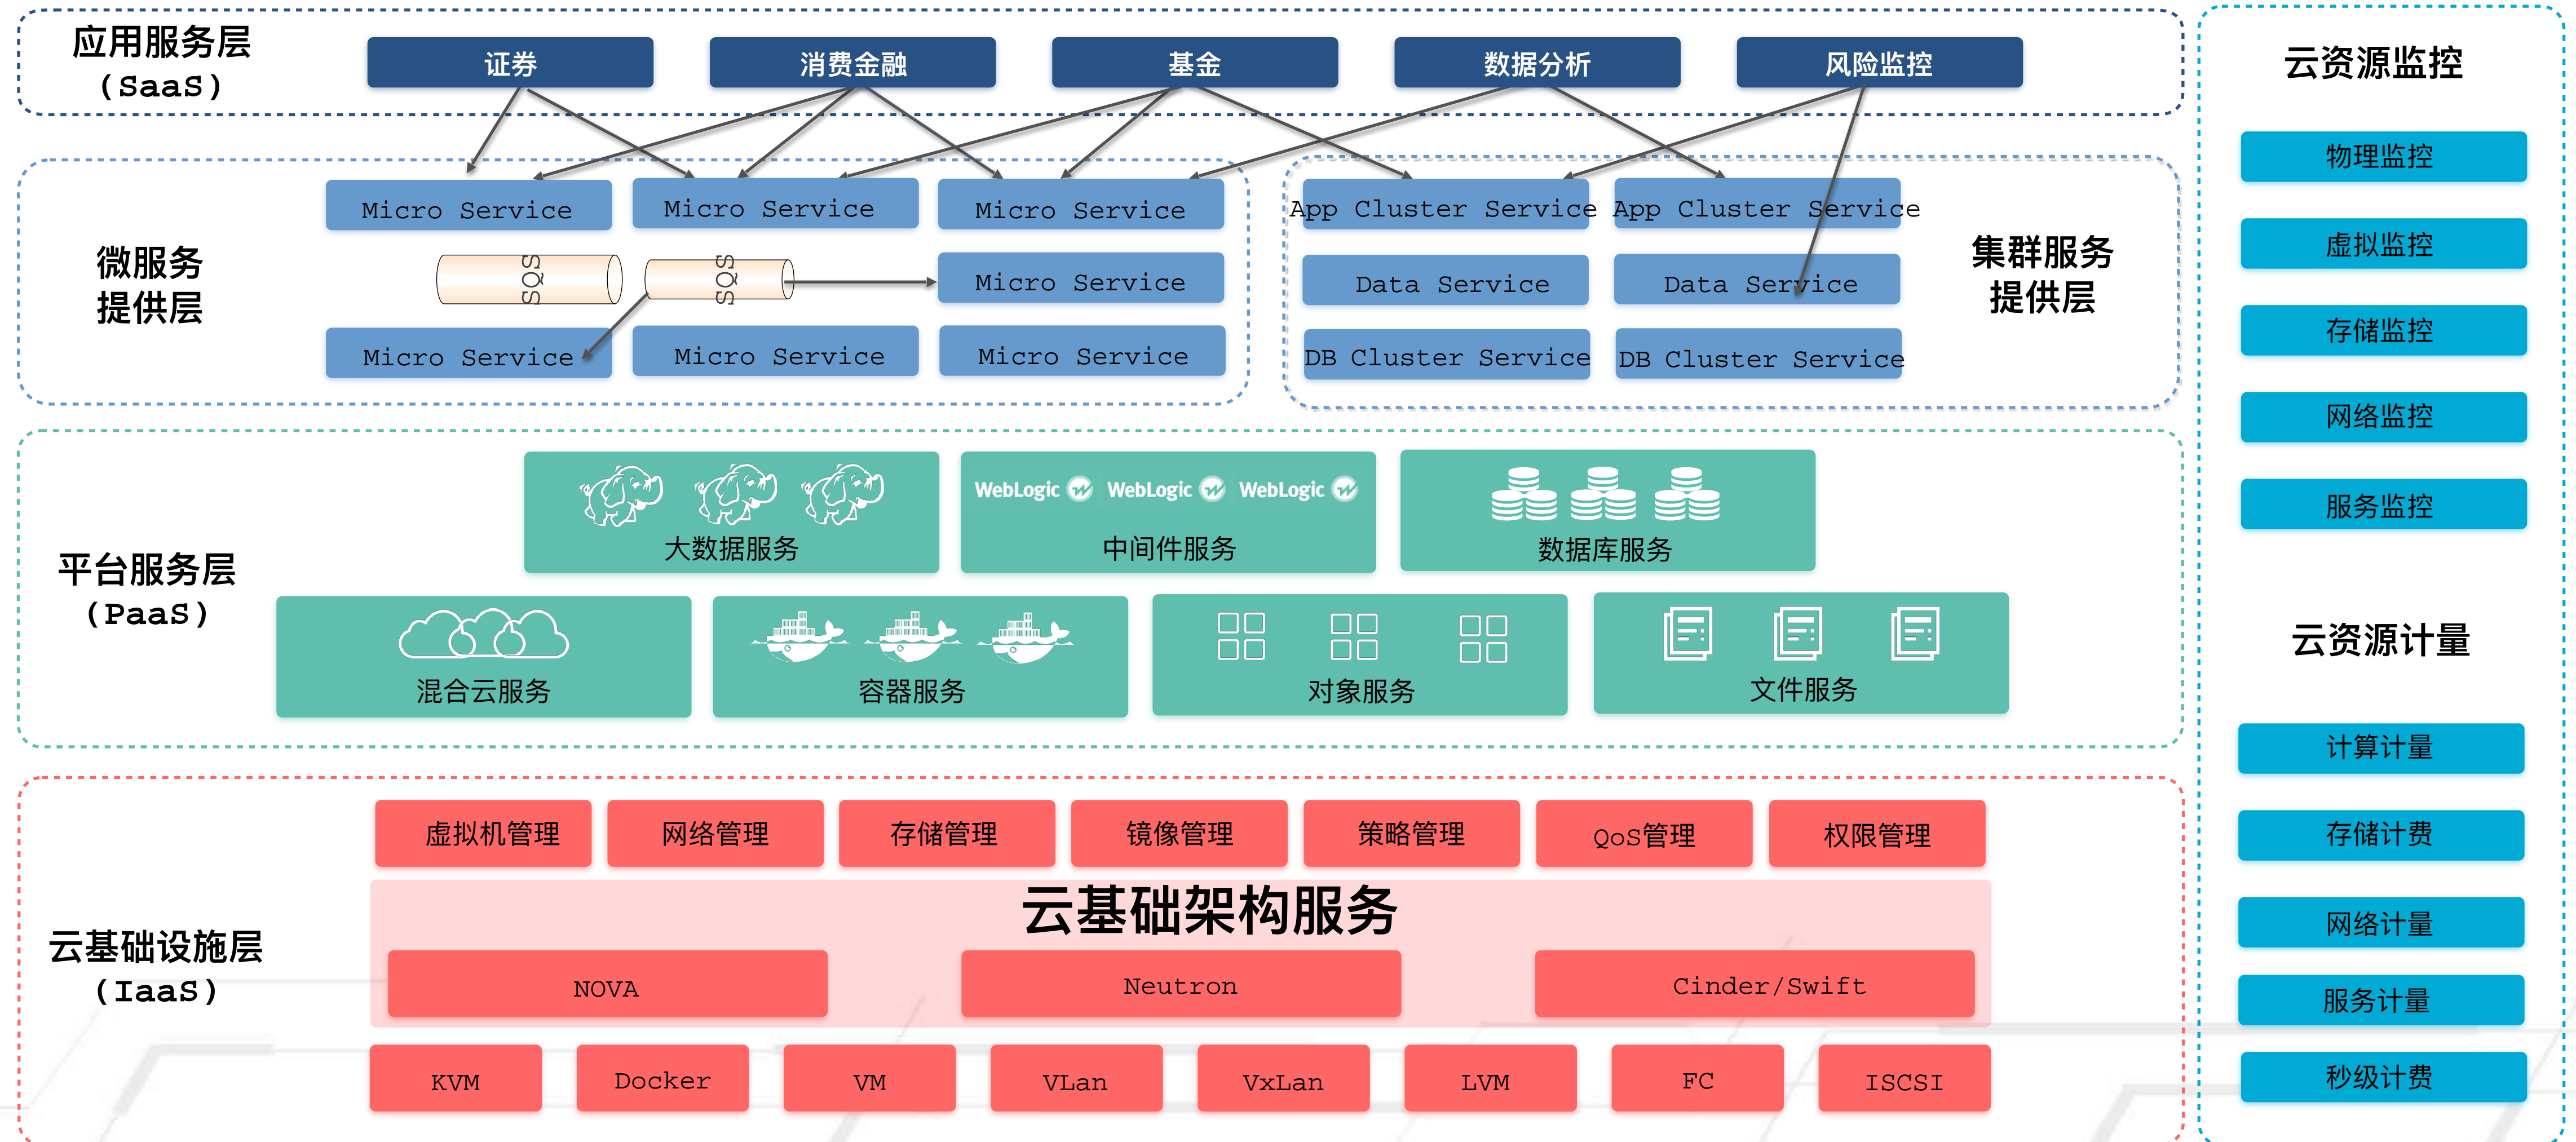 应用服务层
(SaaS)
证券
消费金融
基金
数据分析
风险监控
微服务
提供层
Micro Service
Micro Service
Micro Service
SQS
SQS
Micro Service
Micro Service
Micro Service
Micro Service
App Cluster Service
App Cluster Service
Data Service
Data Service
DB Cluster Service
DB Cluster Service
集群服务
提供层
平台服务层
(PaaS)
大数据服务
WebLogic
WebLogic
WebLogic
中间件服务
数据库服务
混合云服务
容器服务
对象服务
文件服务
云基础设施层
(IaaS)
虚拟机管理
网络管理
存储管理
镜像管理
策略管理
QoS管理
权限管理
云基础架构服务
NOVA
Neutron
Cinder/Swift
KVM
Docker
VM
VLan
VxLan
LVM
FC
ISCSI
云资源监控
物理监控
虚拟监控
存储监控
网络监控
服务监控
云资源计量
计算计量
存储计费
网络计量
服务计量
秒级计费